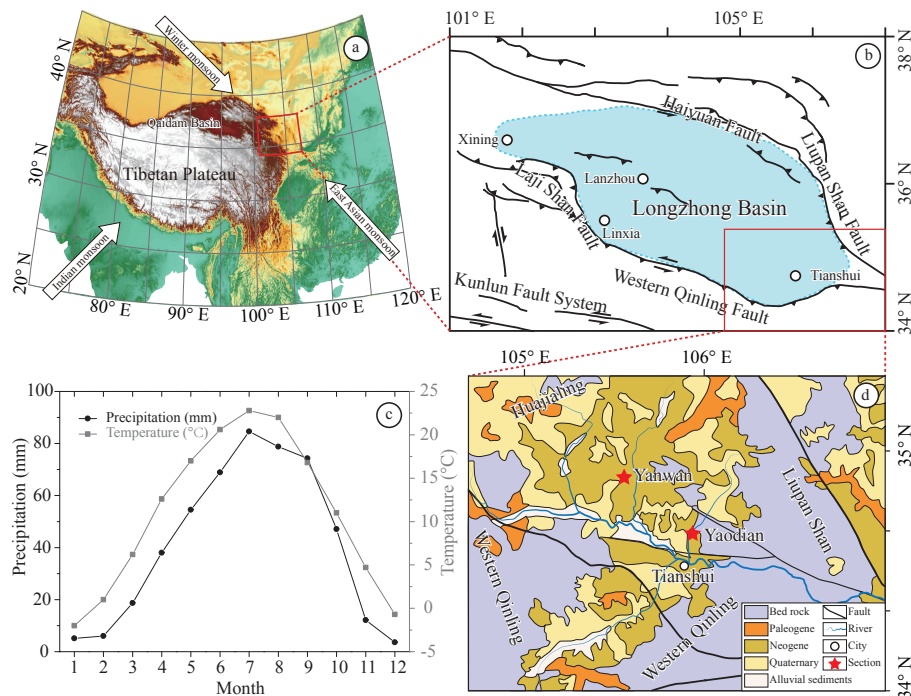 a
Winter monsoon
Qaidam Basin
Tibetan Plateau
Indian monsoon
East Asian monsoon
40° N
30° N
20° N
80° E
90° E
100° E
110° E
120° E
101° E
105° E
b
38° N
36° N
34° N
Haiyuan Fault
Liupan Shan Fault
Xining
Lanzhou
Laji Shan Fault
Longzhong Basin
Linxia
Tianshui
Western Qinling Fault
Kunlun Fault System
c
Precipitation (mm)
Temperature (°C)
Precipitation (mm)
100
80
60
40
20
0
25
20
15
10
5
0
-5
Temperature (°C)
1 2 3 4 5 6 7 8 9 10 11 12
Month
105° E
106° E
d
35° N
34° N
Huajialing
Yanwan
Yaodian
Liupan Shan
Tianshui
Western Qinling
Western Qinling
Bed rock
Paleogene
Neogene
Quaternary
Alluvial sediments
Fault
River
City
Section